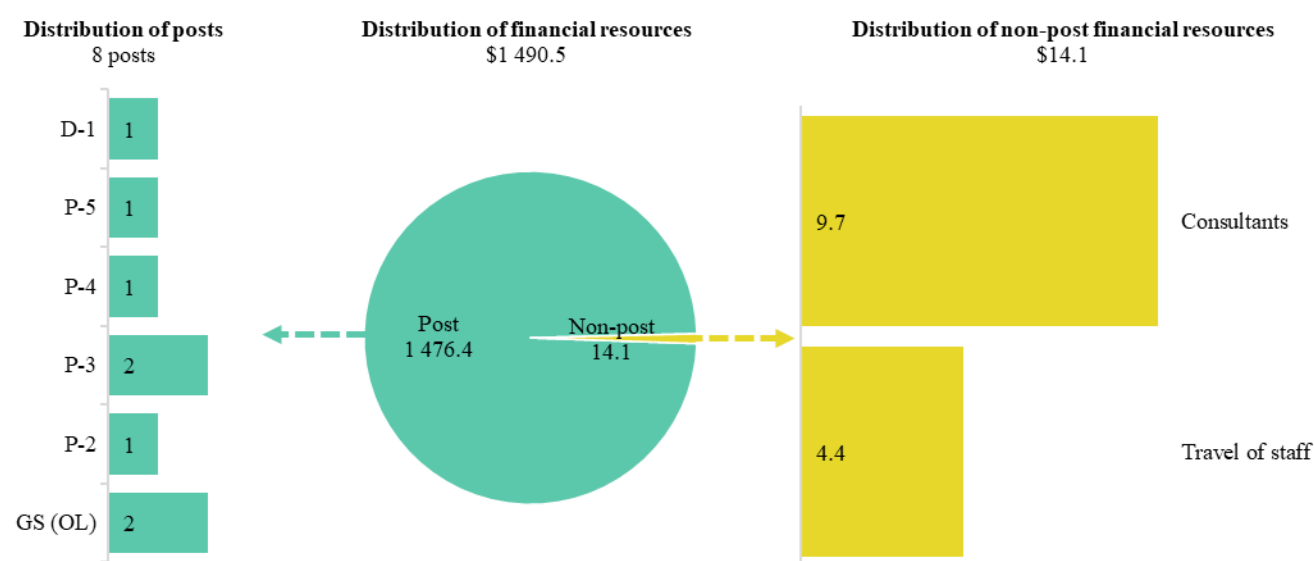 Distribution of posts
8 posts
D-1
1
P-5
1
P-4
1
P-3
2
P-2
1
GS (OL)
2
Distribution of financial resources
$1 490.5
Post
1 476.4
Non-post
14.1
Distribution of non-post financial resources
$14.1
9.7
Consultants
4.4
Travel of staff